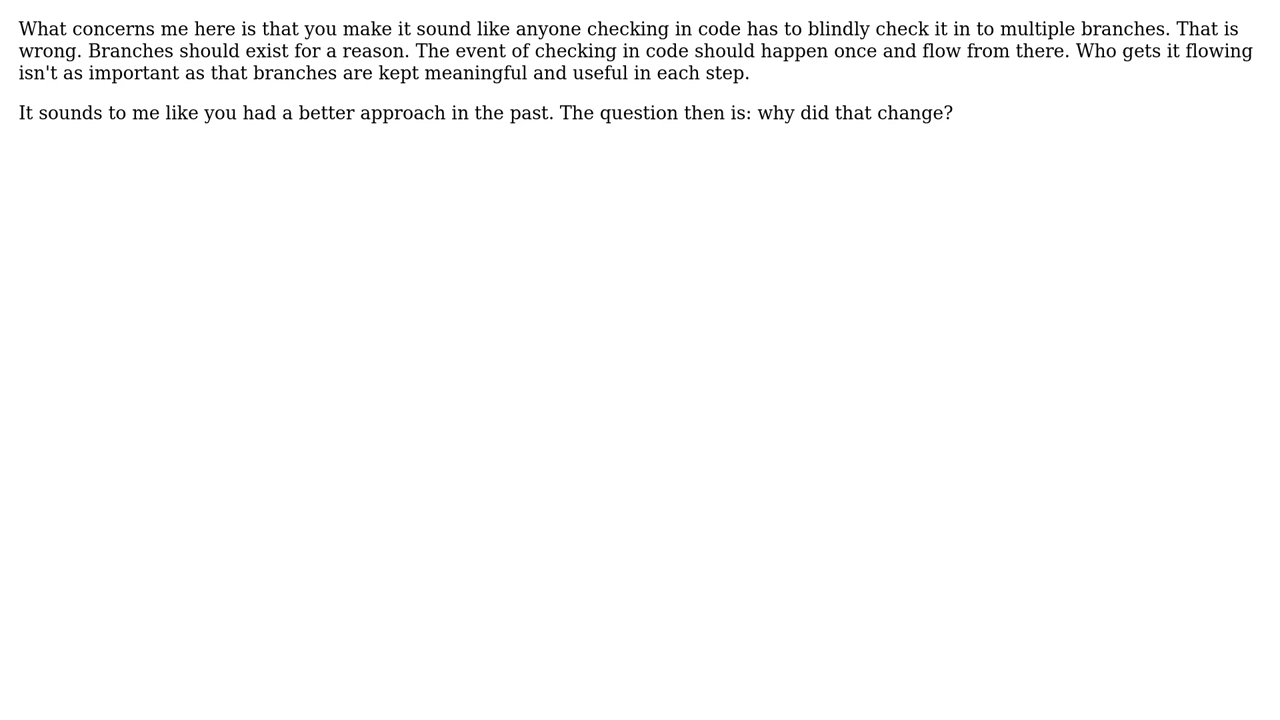 What concerns me here is that you make it sound like anyone checking in code has to blindly check it in to multiple branches. That is
wrong. Branches should exist for a reason. The event of checking in code should happen once and flow from there. Who gets it flowing
isn't as important as that branches are kept meaningful and useful in each step.
It sounds to me like you had a better approach in the past. The question then is: why did that change?